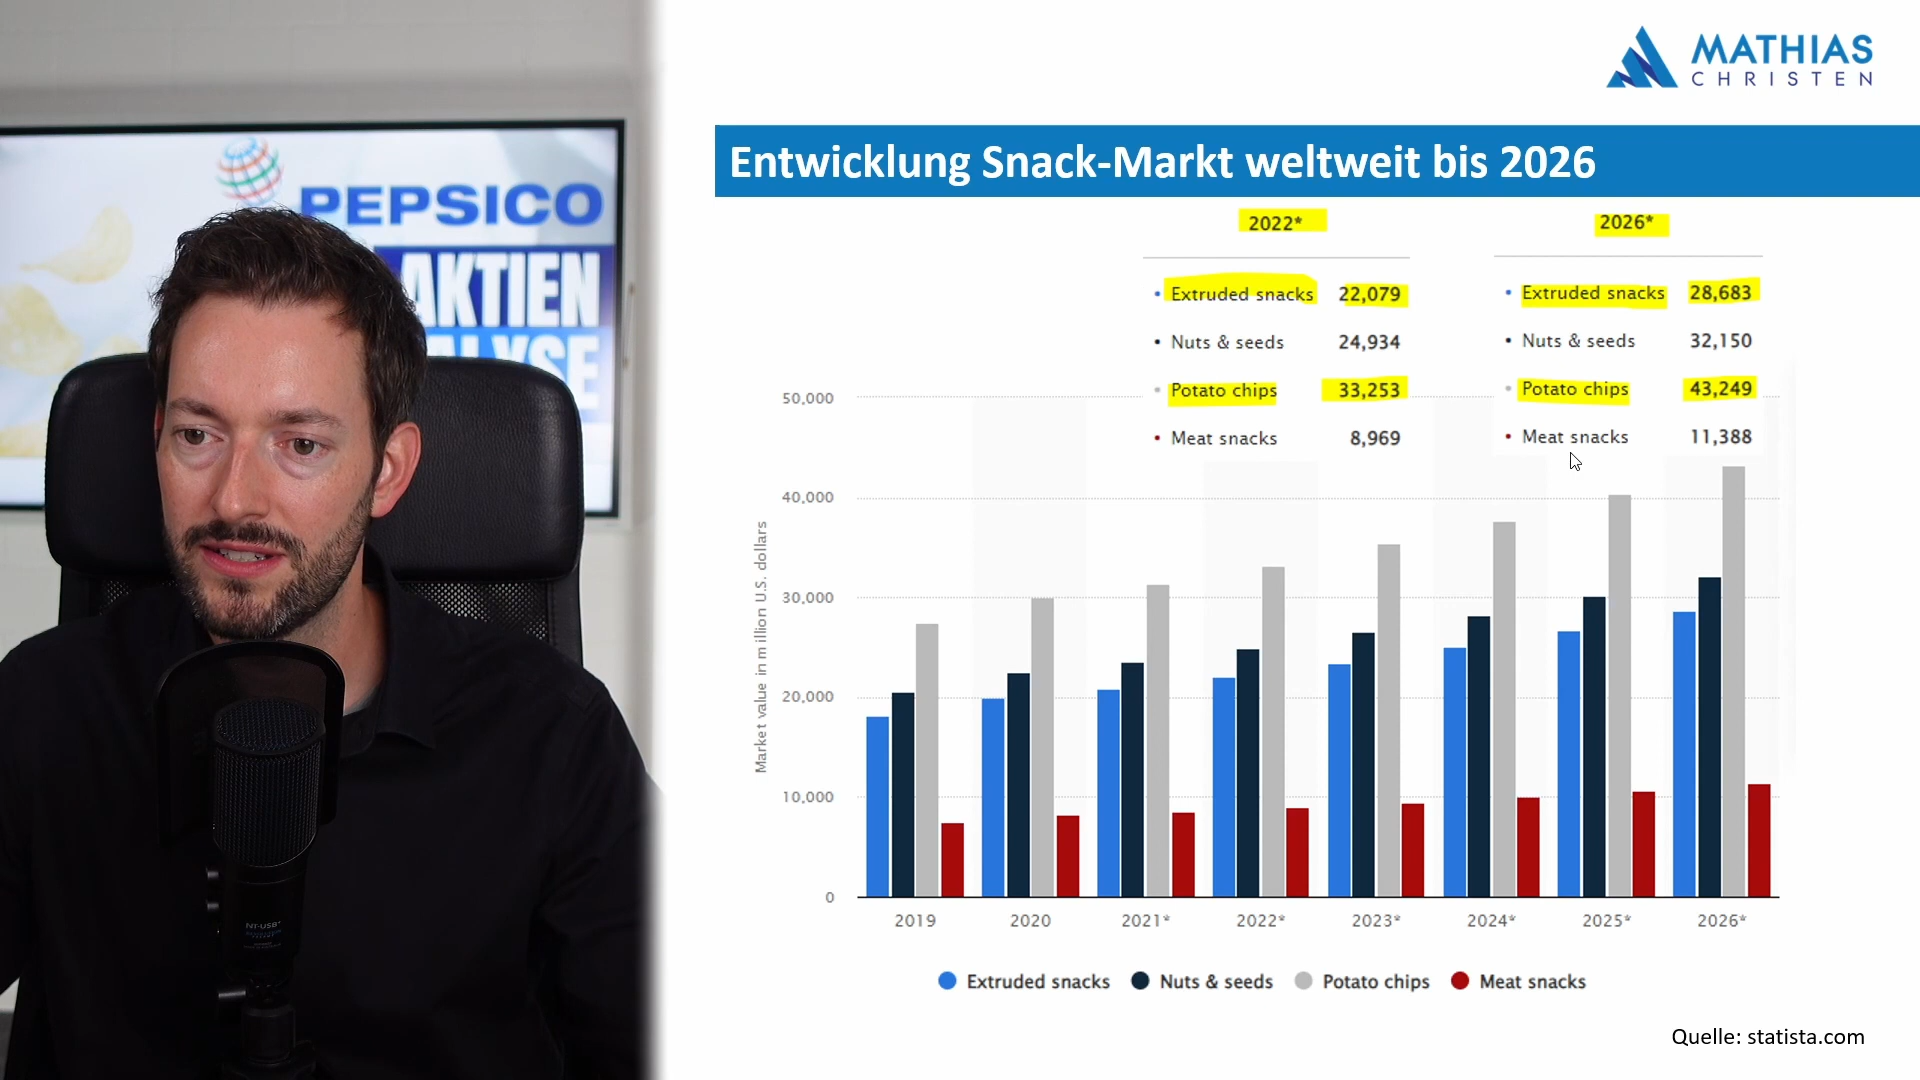 MATHIAS
CHRISTEN
PEPSICO
AKTIEN
Entwicklung Snack-Markt weltweit bis 2026
2022*
Extruded snacks 22,079
Nuts & seeds 24,934
Potato chips 33,253
Meat snacks 8,969
2026*
Extruded snacks 28,683
Nuts & seeds 32,150
Potato chips 43,249
Meat snacks 11,388
Market value in million U.S. dollars
50,000
40,000
30,000
20,000
10,000
0
2019 2020 2021* 2022* 2023* 2024* 2025* 2026*
Extruded snacks Nuts & seeds Potato chips Meat snacks
Quelle: statista.com
NT-USB+